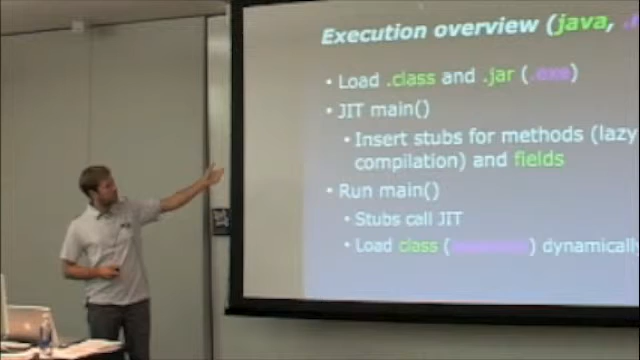 Execution overview (java,
• Load .class and .jar (.exe)
• JIT main()
• Insert stubs for methods (lazy
compilation) and fields
• Run main()
• Stubs call JIT
• Load class ( ) dynamically